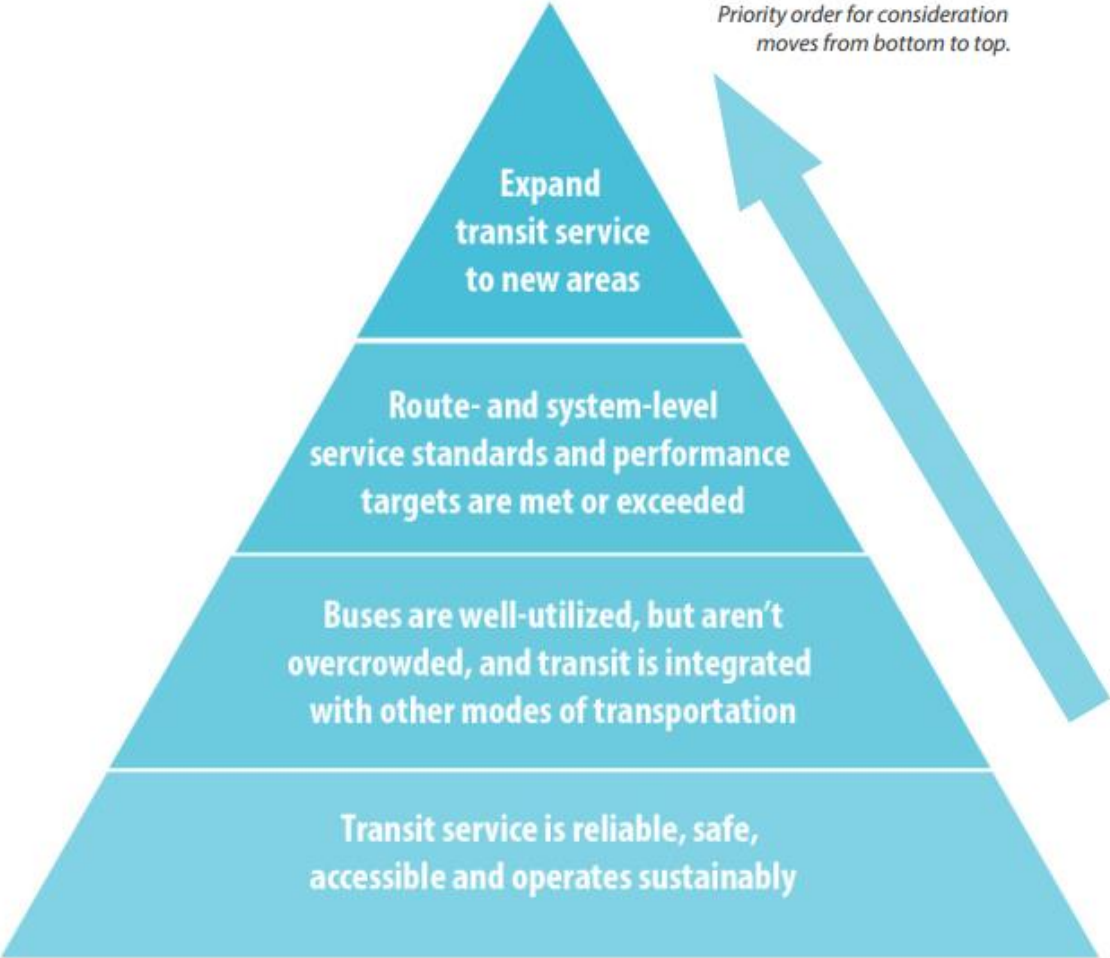 Priority order for consideration
moves from bottom to top.
Expand
transit service
to new areas
Route- and system-level
service standards and performance
targets are met or exceeded
Buses are well-utilized, but aren’t
overcrowded, and transit is integrated
with other modes of transportation
Transit service is reliable, safe,
accessible and operates sustainably